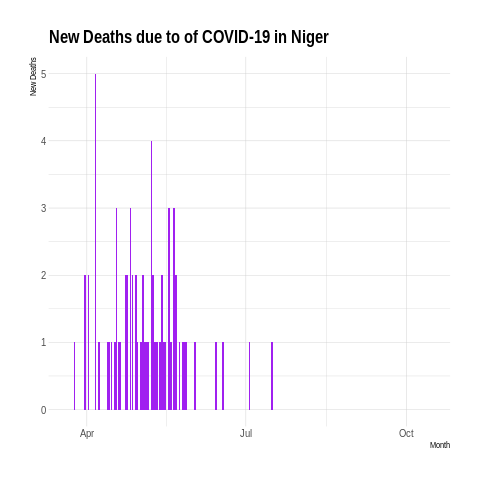 New Deaths due to of COVID-19 in Niger
New Deaths
5
4
3
2
1
0
Apr
Jul
Oct
Month